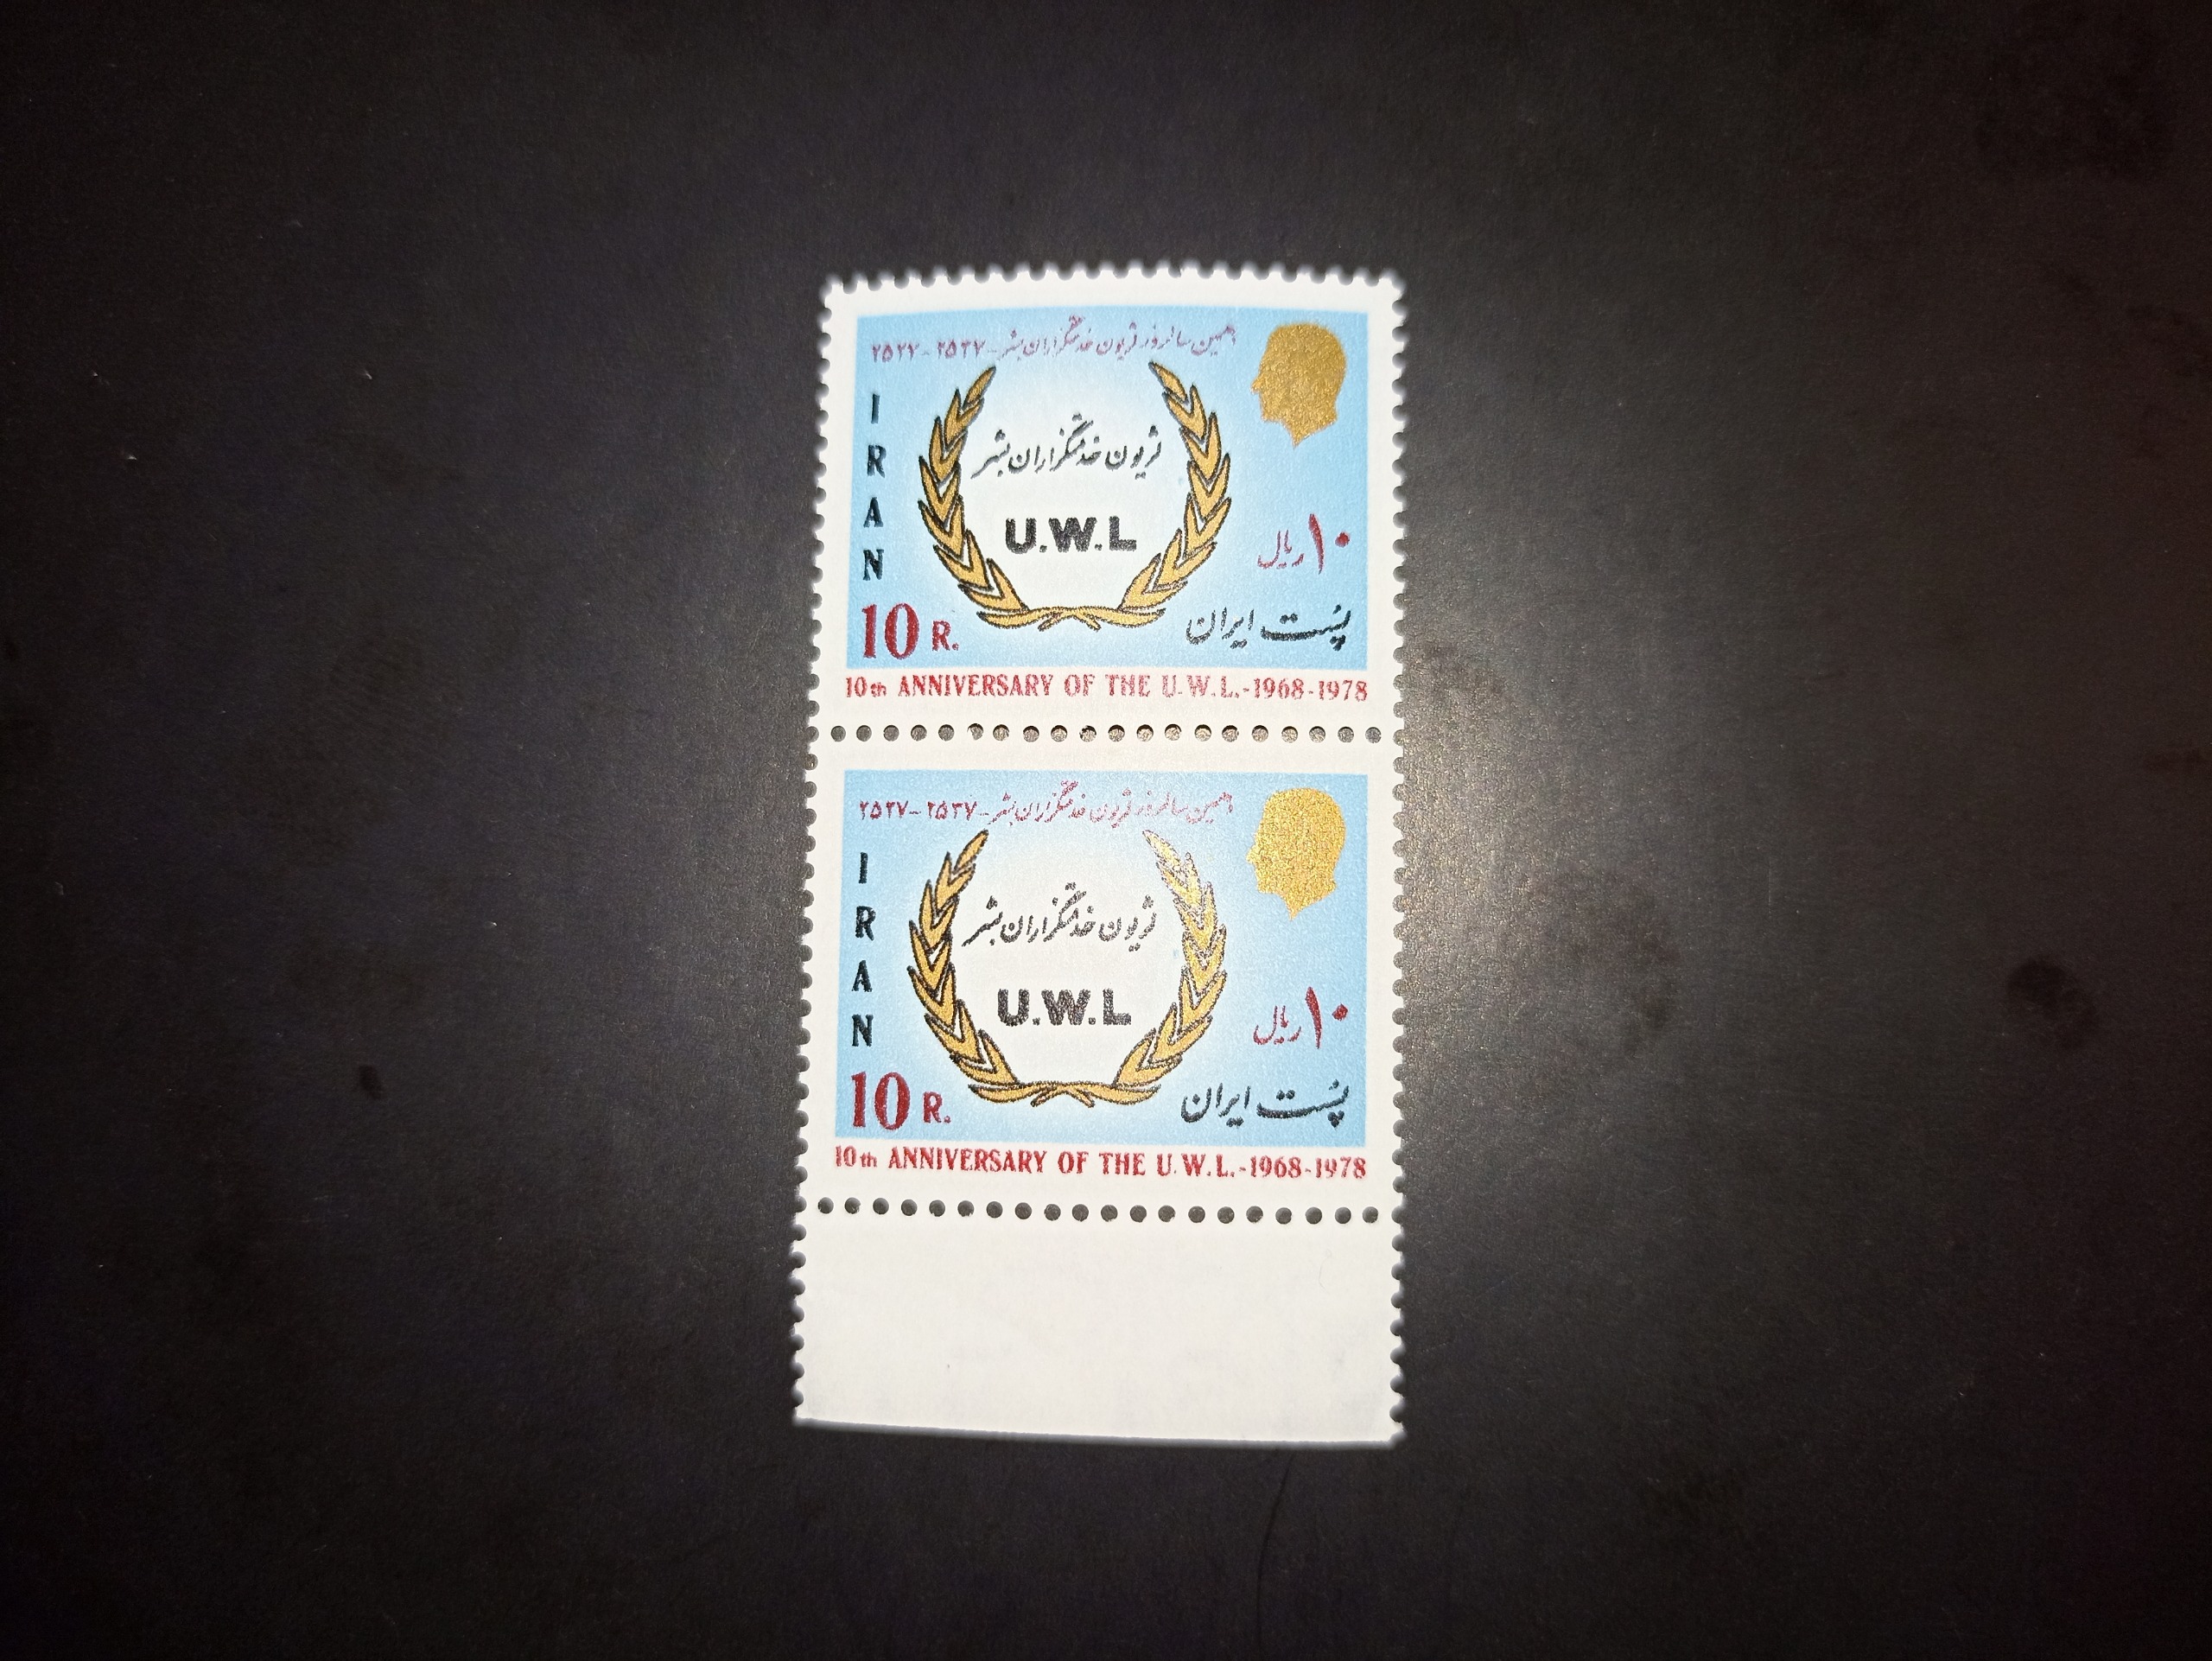 دهمین سالروز لژیون خدمتگزاران بشر - ۲۵۳۷ - ۲۵۲۷
IRAN
لژیون خدمتگزاران بشر
U.W.L
۱۰ ریال
10 R.
پست ایران
10th ANNIVERSARY OF THE U.W.L.-1968-1978
دهمین سالروز لژیون خدمتگزاران بشر - ۲۵۳۷ - ۲۵۲۷
IRAN
لژیون خدمتگزاران بشر
U.W.L
۱۰ ریال
10 R.
پست ایران
10th ANNIVERSARY OF THE U.W.L.-1968-1978